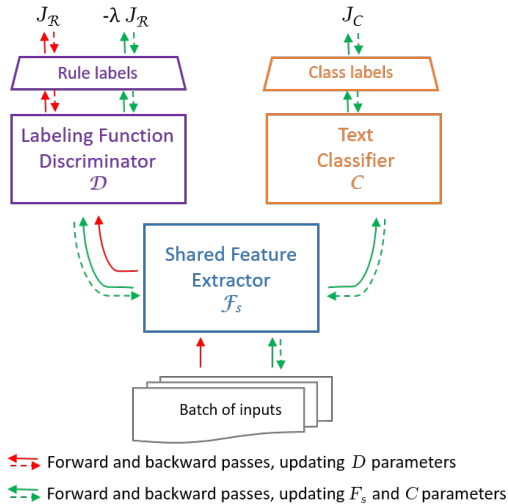 J_ℛ
-λ J_ℛ
J_C
Rule labels
Class labels
Labeling Function
Discriminator
𝒟
Text
Classifier
C
Shared Feature
Extractor
ℱ_s
Batch of inputs
Forward and backward passes, updating D parameters
Forward and backward passes, updating F_s and C parameters